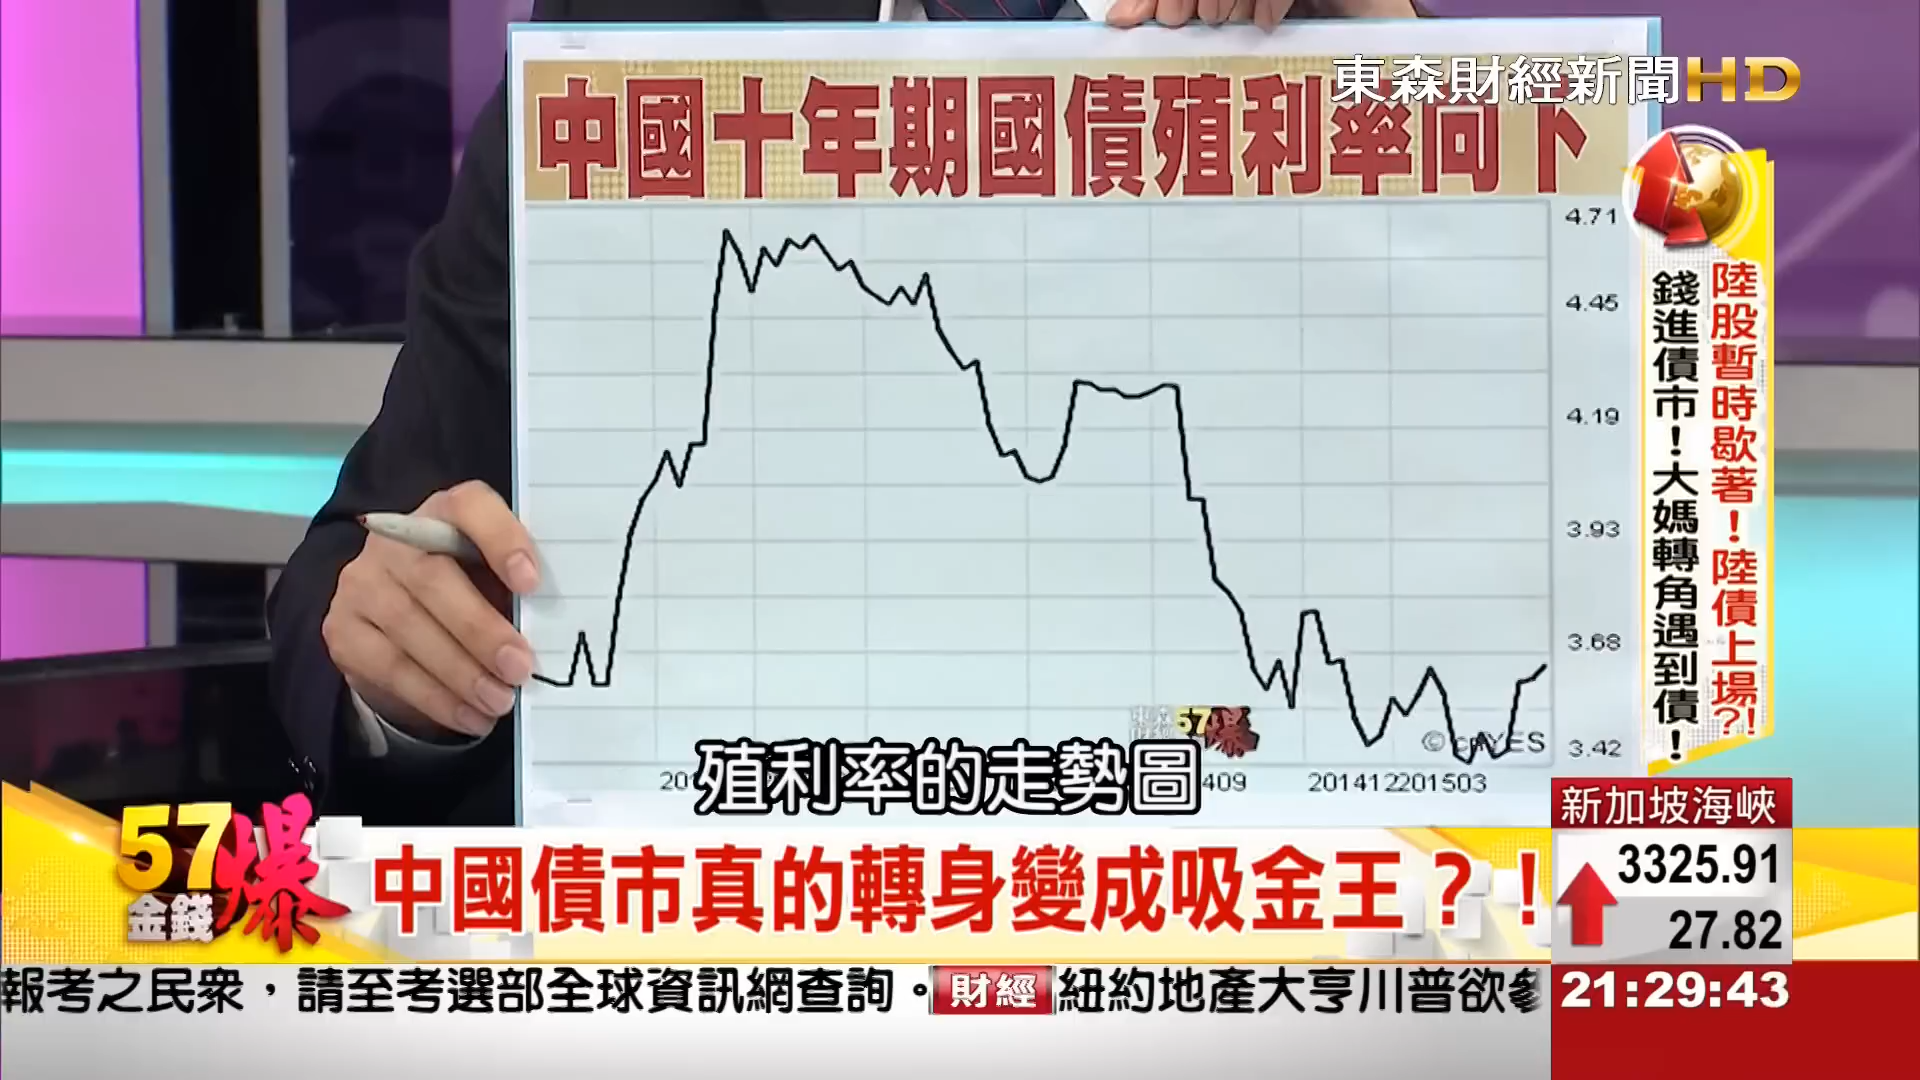 東森財經新聞HD
中國十年期國債殖利率向下
4.71
4.45
4.19
3.93
3.68
3.42
201412
201503
陸股暫時歇著！陸債上場？！
錢進債市！大媽轉角遇到債！
57爆
殖利率的走勢圖
57
金錢
爆
中國債市真的轉身變成吸金王？！
新加坡海峽
3325.91
27.82
報考之民眾，請至考選部全球資訊網查詢。財經 紐約地產大亨川普欲參
21:29:43